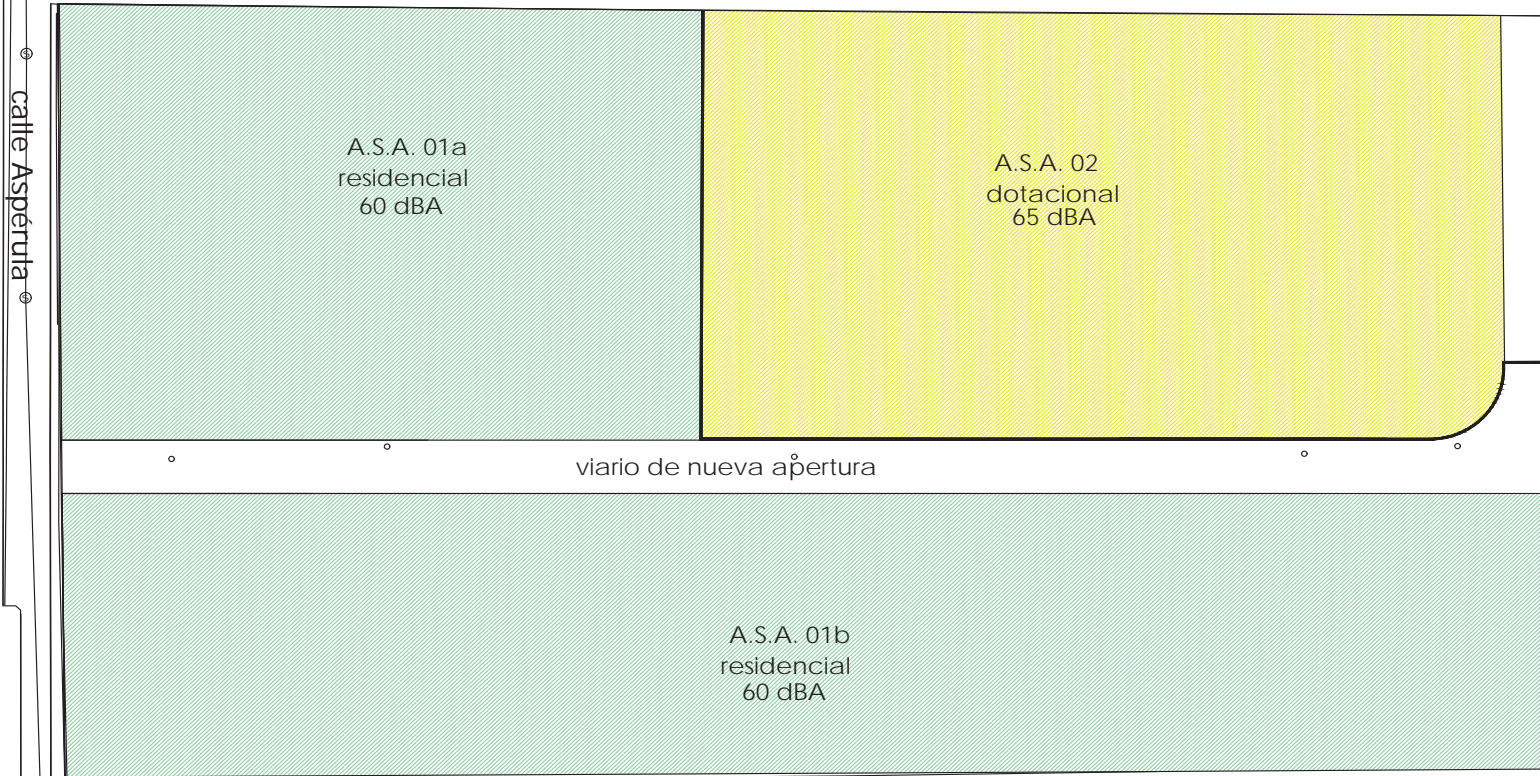 calle Aspérula
A.S.A. 01a
residencial
60 dBA
A.S.A. 02
dotacional
65 dBA
viario de nueva apertura
A.S.A. 01b
residencial
60 dBA